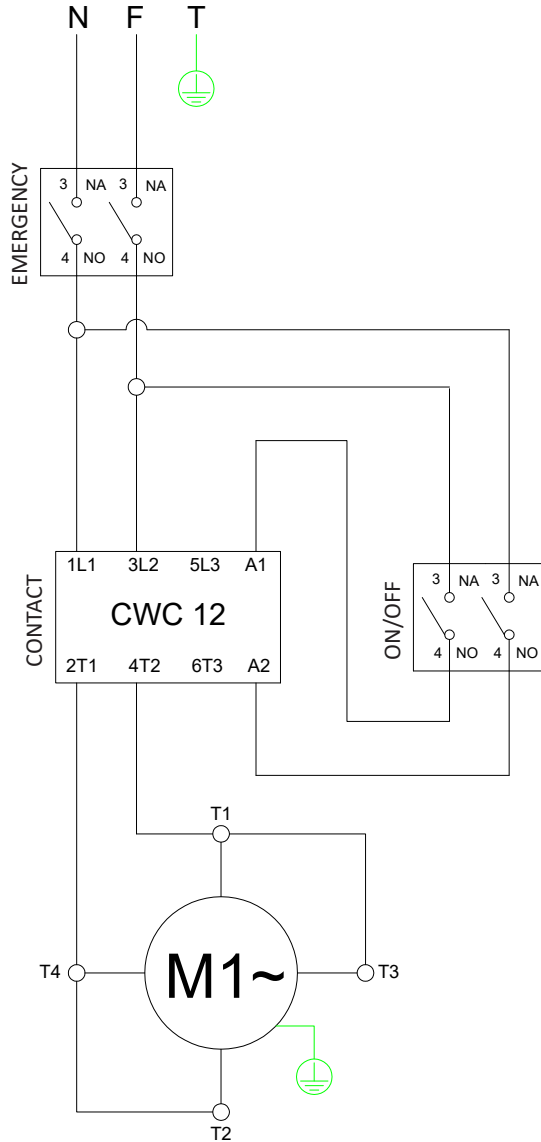 N F T
EMERGENCY
3 NA 3 NA
4 NO 4 NO
CONTACT
1L1 3L2 5L3 A1
CWC 12
2T1 4T2 6T3 A2
ON/OFF
3 NA 3 NA
4 NO 4 NO
T1
T4 M1~ T3
T2